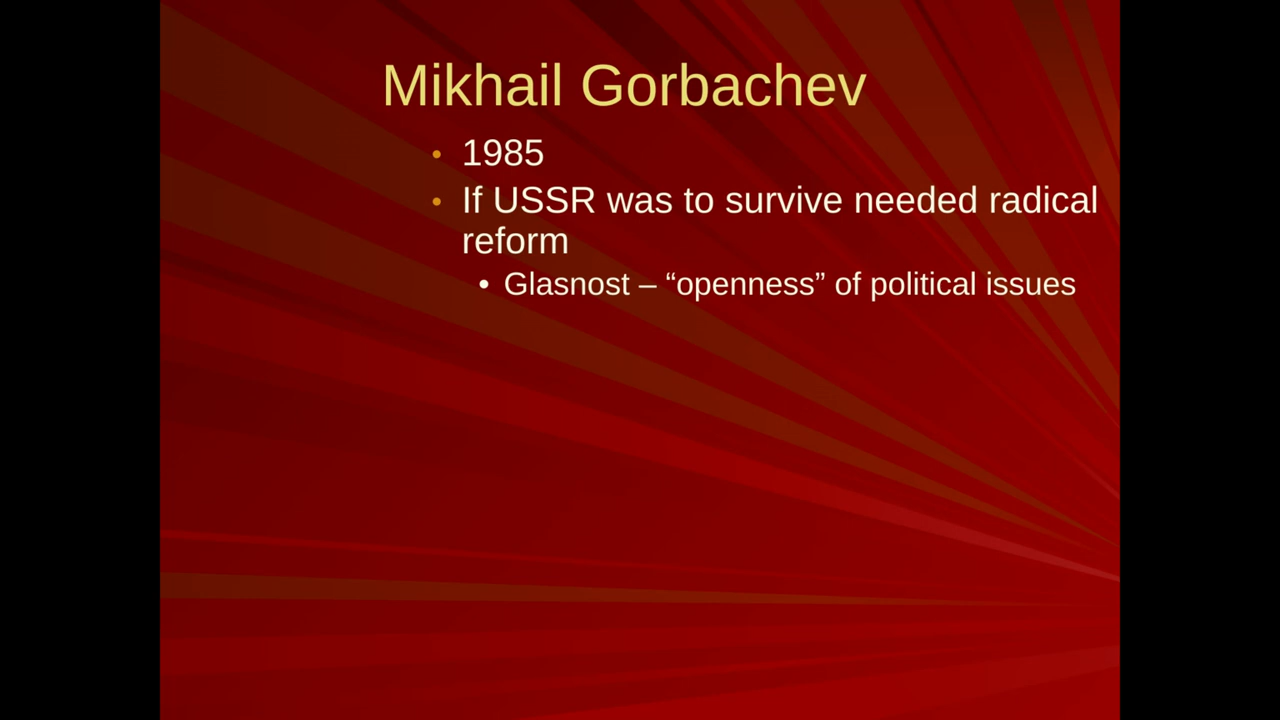 Mikhail Gorbachev
• 1985
• If USSR was to survive needed radical
reform
• Glasnost – “openness” of political issues